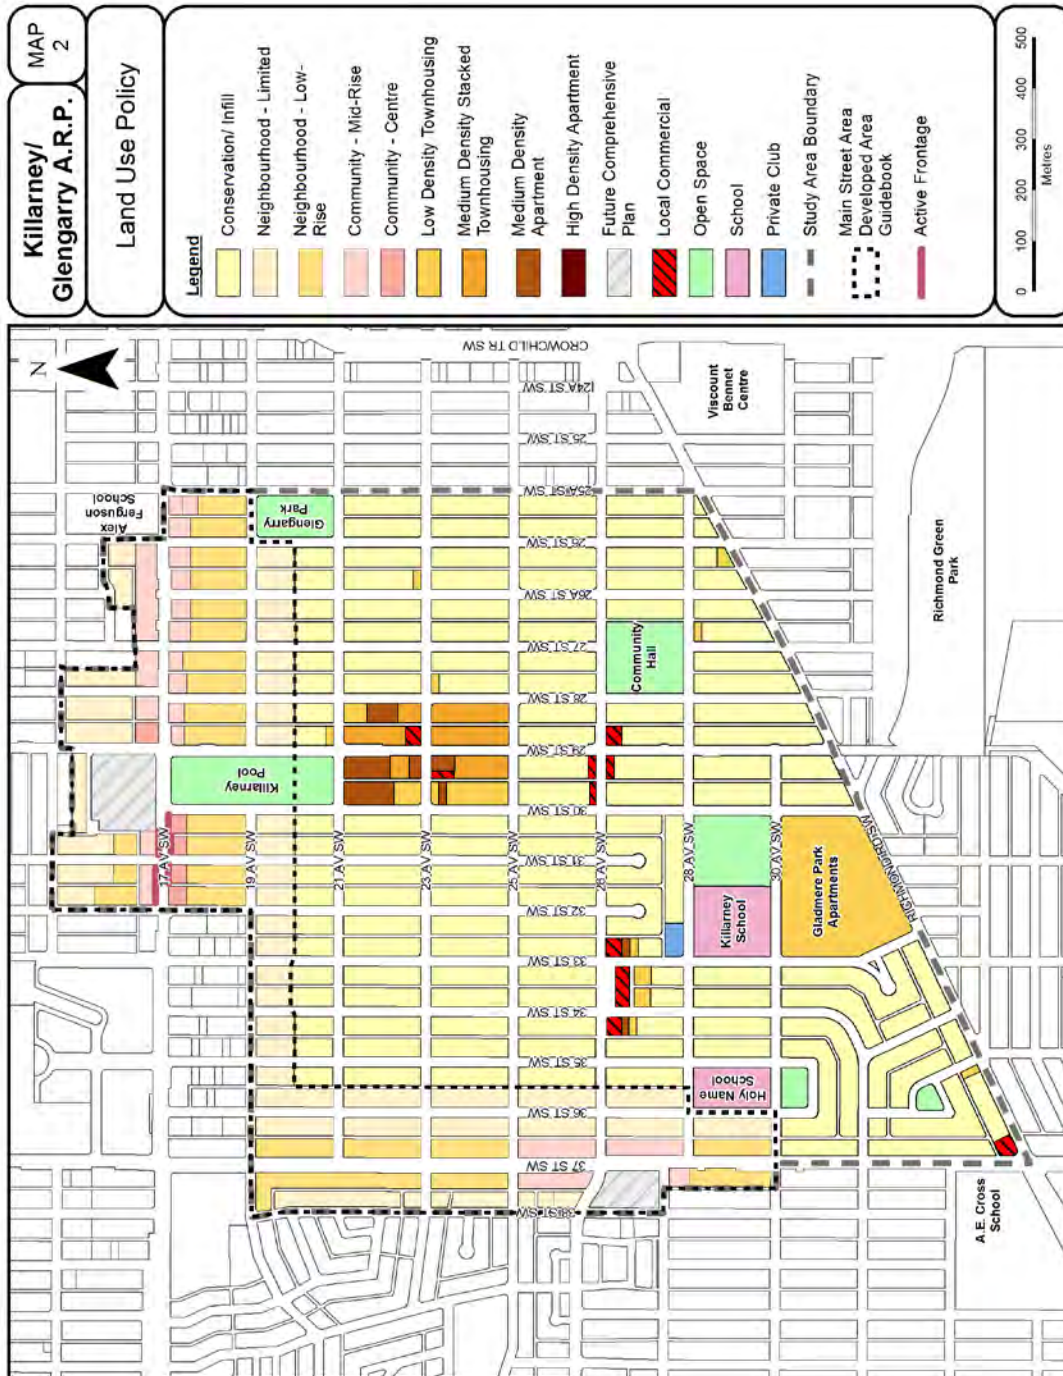 Killarney/
Glengarry A.R.P.
MAP
2
Land Use Policy
Legend
Conservation/ Infill
Neighbourhood - Limited
Neighbourhood - Low-
Rise
Community - Mid-Rise
Community - Centre
Low Density Townhousing
Medium Density Stacked
Townhousing
Medium Density
Apartment
High Density Apartment
Future Comprehensive
Plan
Local Commercial
Open Space
School
Private Club
Study Area Boundary
Main Street Area
Developed Area
Guidebook
Active Frontage
0
100
200
300
400
500
Metres
N
CROWCHILD TR SW
24A ST SW
25 ST SW
25A ST SW
26 ST SW
26A ST SW
27 ST SW
28 ST SW
29 ST SW
30 ST SW
31 ST SW
32 ST SW
33 ST SW
34 ST SW
35 ST SW
36 ST SW
37 ST SW
38 ST SW
17 AV SW
19 AV SW
21 AV SW
23 AV SW
25 AV SW
26 AV SW
28 AV SW
30 AV SW
RICHMOND RD SW
Alex
Ferguson
School
Glengarry
Park
Killarney
Pool
Community
Hall
Viscount
Bennet
Centre
Richmond Green
Park
Killarney
School
Gladmere Park
Apartments
Holy Name
School
A.E. Cross
School